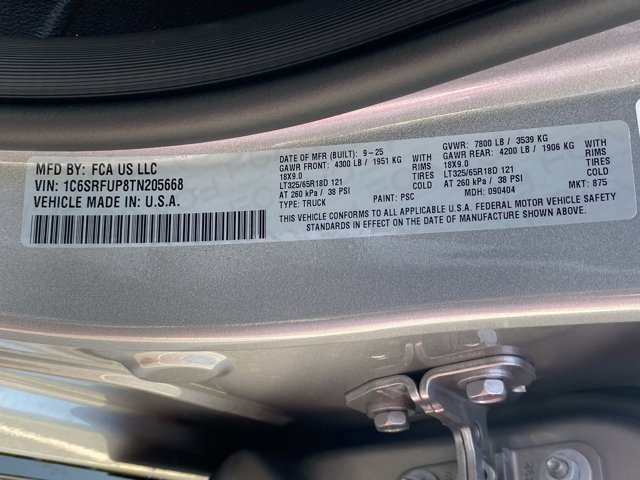 MFD BY: FCA US LLC
VIN: 1C6SRFUP8TN205668
VEHICLE MADE IN U.S.A.
DATE OF MFR (BUILT): 9-25 GVWR: 7800 LB / 3539 KG
GAWR FRONT: 4300 LB / 1951 KG WITH GAWR REAR: 4200 LB / 1906 KG WITH
18X9.0 RIMS 18X9.0 RIMS
LT325/65R18D 121 TIRES LT325/65R18D 121 TIRES
AT 260 kPa / 38 PSI COLD AT 260 kPa / 38 PSI COLD
TYPE: TRUCK PAINT: PSC MDH: 090404 MKT: 875
THIS VEHICLE CONFORMS TO ALL APPLICABLE U.S.A. FEDERAL MOTOR VEHICLE SAFETY
STANDARDS IN EFFECT ON THE DATE OF MANUFACTURE SHOWN ABOVE.